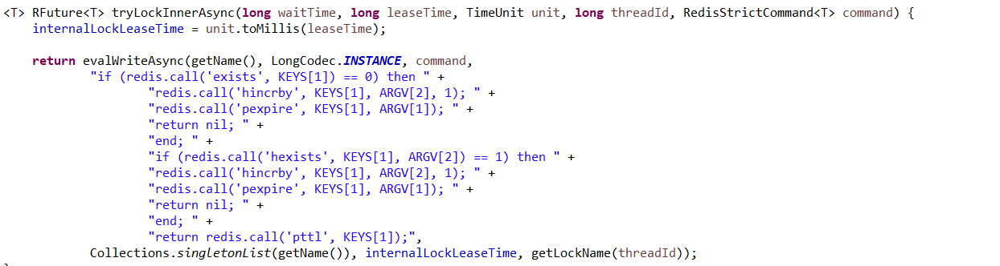 <T> RFuture<T> tryLockInnerAsync(long waitTime, long leaseTime, TimeUnit unit, long threadId, RedisStrictCommand<T> command) {
internalLockLeaseTime = unit.toMillis(leaseTime);
return evalWriteAsync(getName(), LongCodec.INSTANCE, command,
"if (redis.call('exists', KEYS[1]) == 0) then " +
"redis.call('hincrby', KEYS[1], ARGV[2], 1); " +
"redis.call('pexpire', KEYS[1], ARGV[1]); " +
"return nil; " +
"end; " +
"if (redis.call('hexists', KEYS[1], ARGV[2]) == 1) then " +
"redis.call('hincrby', KEYS[1], ARGV[2], 1); " +
"redis.call('pexpire', KEYS[1], ARGV[1]); " +
"return nil; " +
"end; " +
"return redis.call('pttl', KEYS[1]);",
Collections.singletonList(getName()), internalLockLeaseTime, getLockName(threadId));